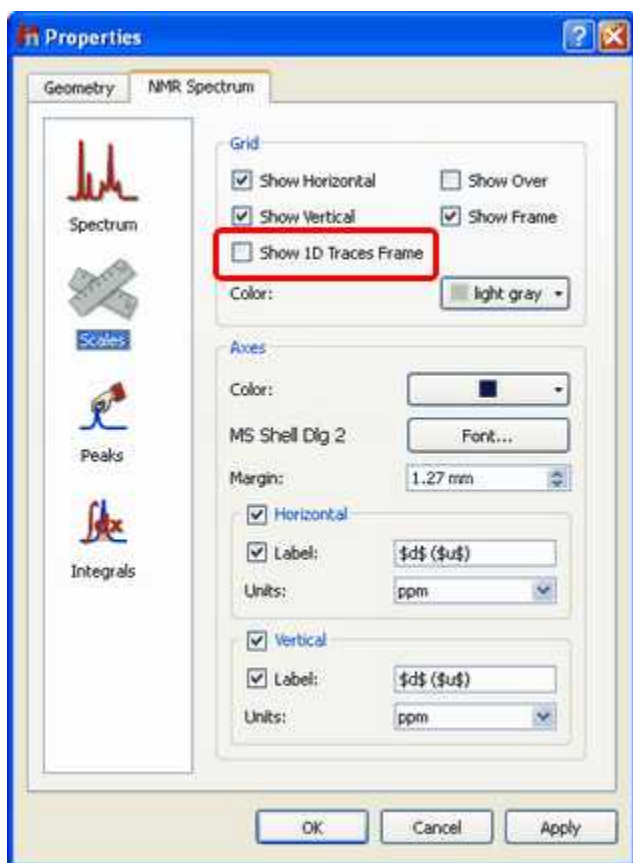 Properties
Geometry NMR Spectrum
Spectrum
Scales
Peaks
Integrals
Grid
Show Horizontal Show Over
Show Vertical Show Frame
Show 1D Traces Frame
Color: light gray
Axes
Color:
MS Shell Dlg 2 Font...
Margin: 1.27 mm
Horizontal
Label: $d$ ($u$)
Units: ppm
Vertical
Label: $d$ ($u$)
Units: ppm
OK Cancel Apply